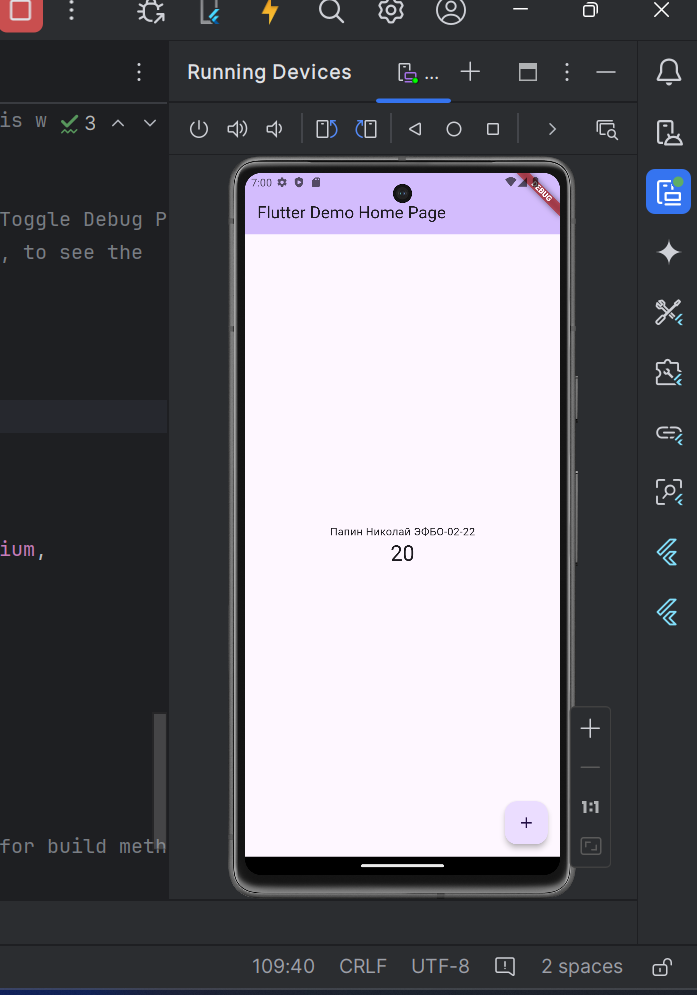 Running Devices
...
is w
3
7:00
DEBUG
Flutter Demo Home Page
Toggle Debug P
, to see the
Папин Николай ЭФБО-02-22
20
ium,
+
1:1
for build meth
109:40 CRLF UTF-8 2 spaces